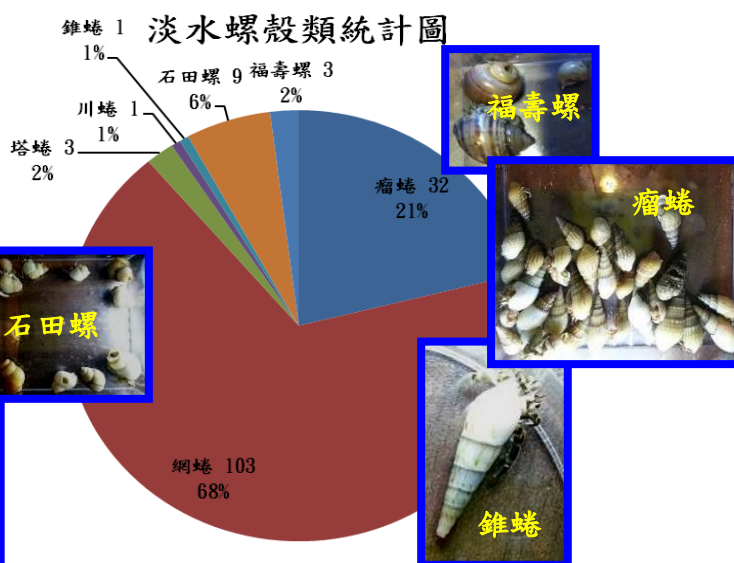 淡水螺殼類統計圖
錐蜷 1
1%
石田螺 9
6%
福壽螺 3
2%
川蜷 1
1%
塔蜷 3
2%
瘤蜷 32
21%
網蜷 103
68%
福壽螺
瘤蜷
石田螺
錐蜷